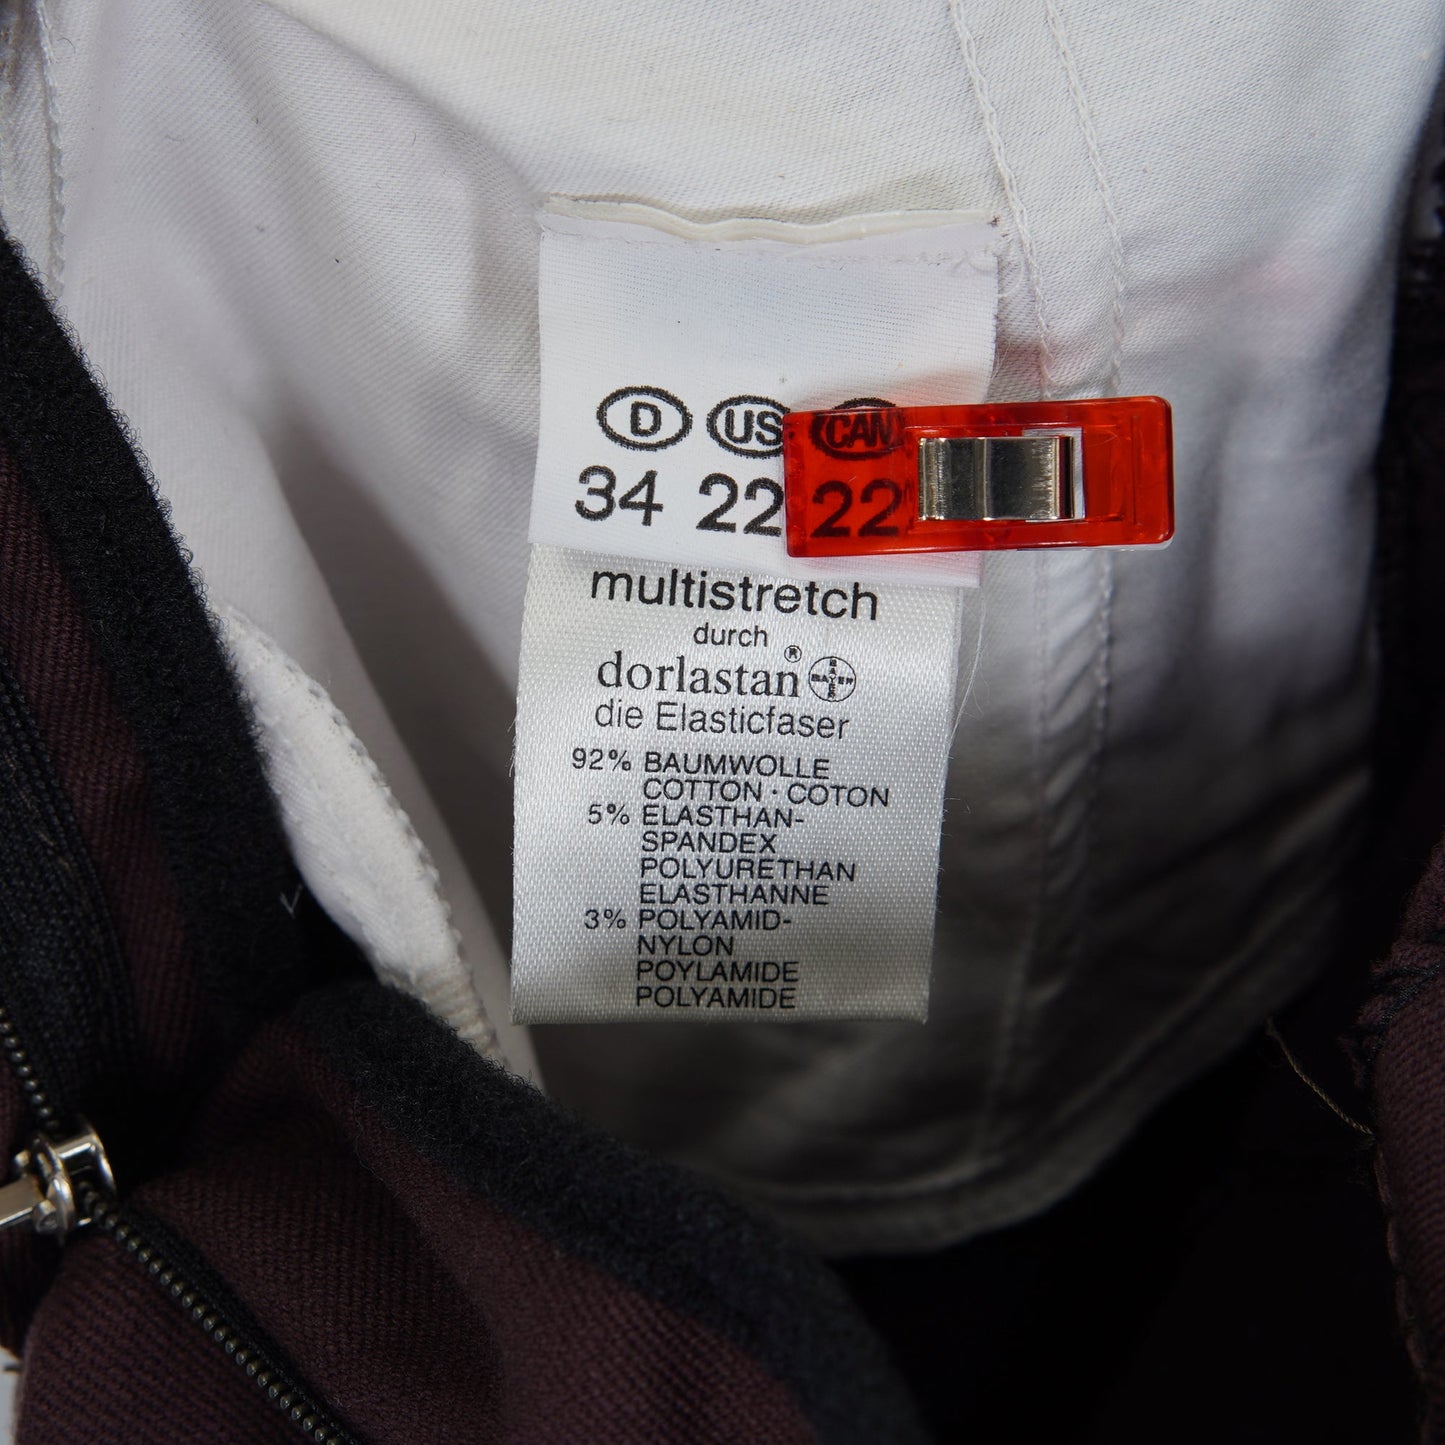 D US CAN
34 22 22
multistretch
durch
dorlastan® BAYER BAYER
die Elasticfaser
92% BAUMWOLLE
COTTON · COTON
5% ELASTHAN-
SPANDEX
POLYURETHAN
ELASTHANNE
3% POLYAMID-
NYLON
POYLAMIDE
POLYAMIDE